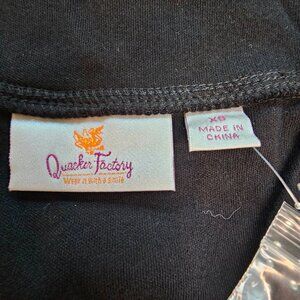 Quacker Factory
Wear it with a smile
XS
MADE IN
CHINA